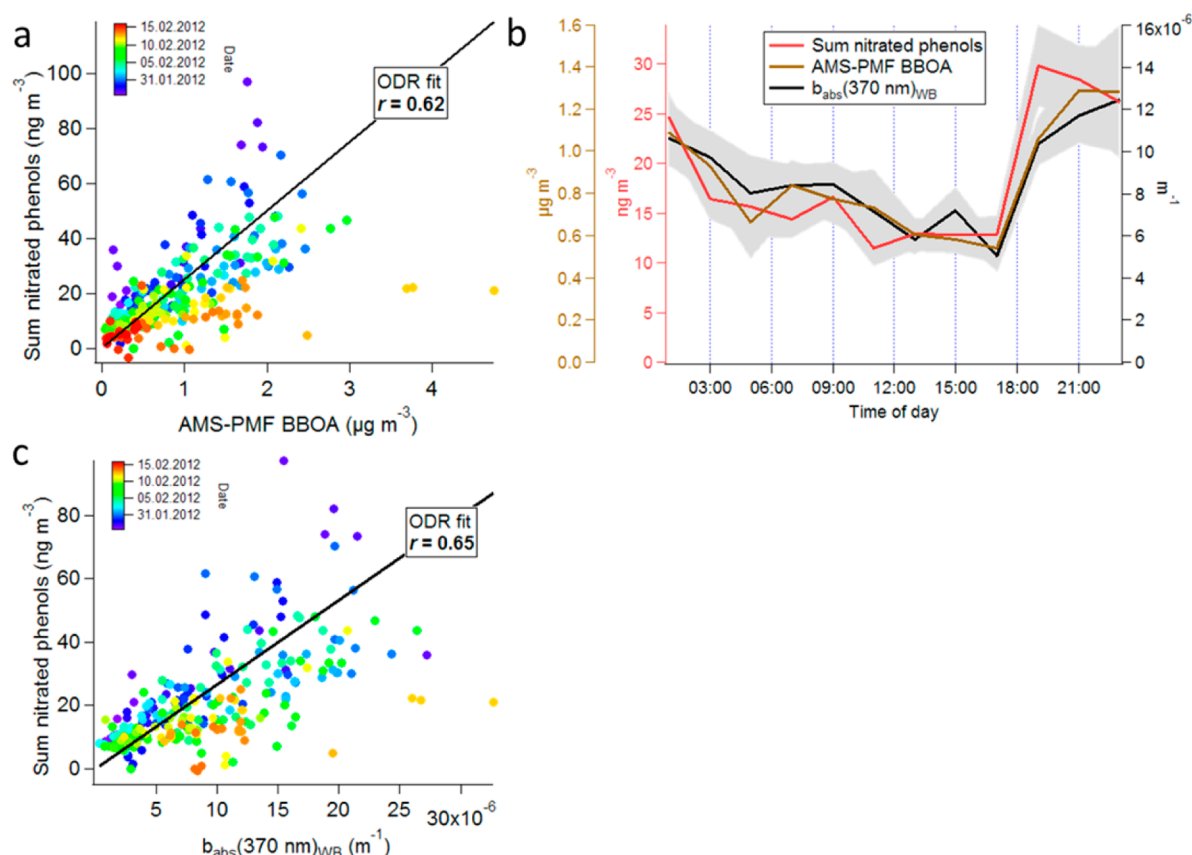 a
15.02.2012
10.02.2012
05.02.2012
31.01.2012
Date
ODR fit
r = 0.62
Sum nitrated phenols (ng m⁻³)
100
80
60
40
20
0
0 1 2 3 4
AMS-PMF BBOA (µg m⁻³)
b
Sum nitrated phenols
AMS-PMF BBOA
b_abs(370 nm)_WB
1.6
1.4
1.2
1.0
0.8
0.6
0.4
0.2
0.0
µg m⁻³
30
25
20
15
10
5
0
ng m⁻³
16x10⁻⁶
14
12
10
8
6
4
2
0
m⁻¹
03:00 06:00 09:00 12:00 15:00 18:00 21:00
Time of day
c
15.02.2012
10.02.2012
05.02.2012
31.01.2012
Date
ODR fit
r = 0.65
Sum nitrated phenols (ng m⁻³)
80
60
40
20
0
5 10 15 20 25 30x10⁻⁶
b_abs(370 nm)_WB (m⁻¹)